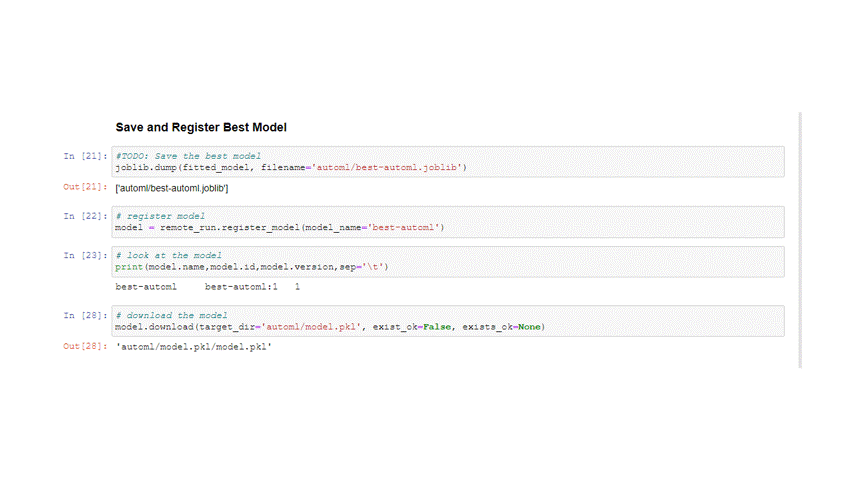 Save and Register Best Model
In [21]: #TODO: Save the best model
joblib.dump(fitted_model, filename='automl/best-automl.joblib')
Out[21]: ['automl/best-automl.joblib']
In [22]: # register model
model = remote_run.register_model(model_name='best-automl')
In [23]: # look at the model
print(model.name,model.id,model.version,sep='\t')
best-automl best-automl:1 1
In [28]: # download the model
model.download(target_dir='automl/model.pkl', exist_ok=False, exists_ok=None)
Out[28]: 'automl/model.pkl/model.pkl'